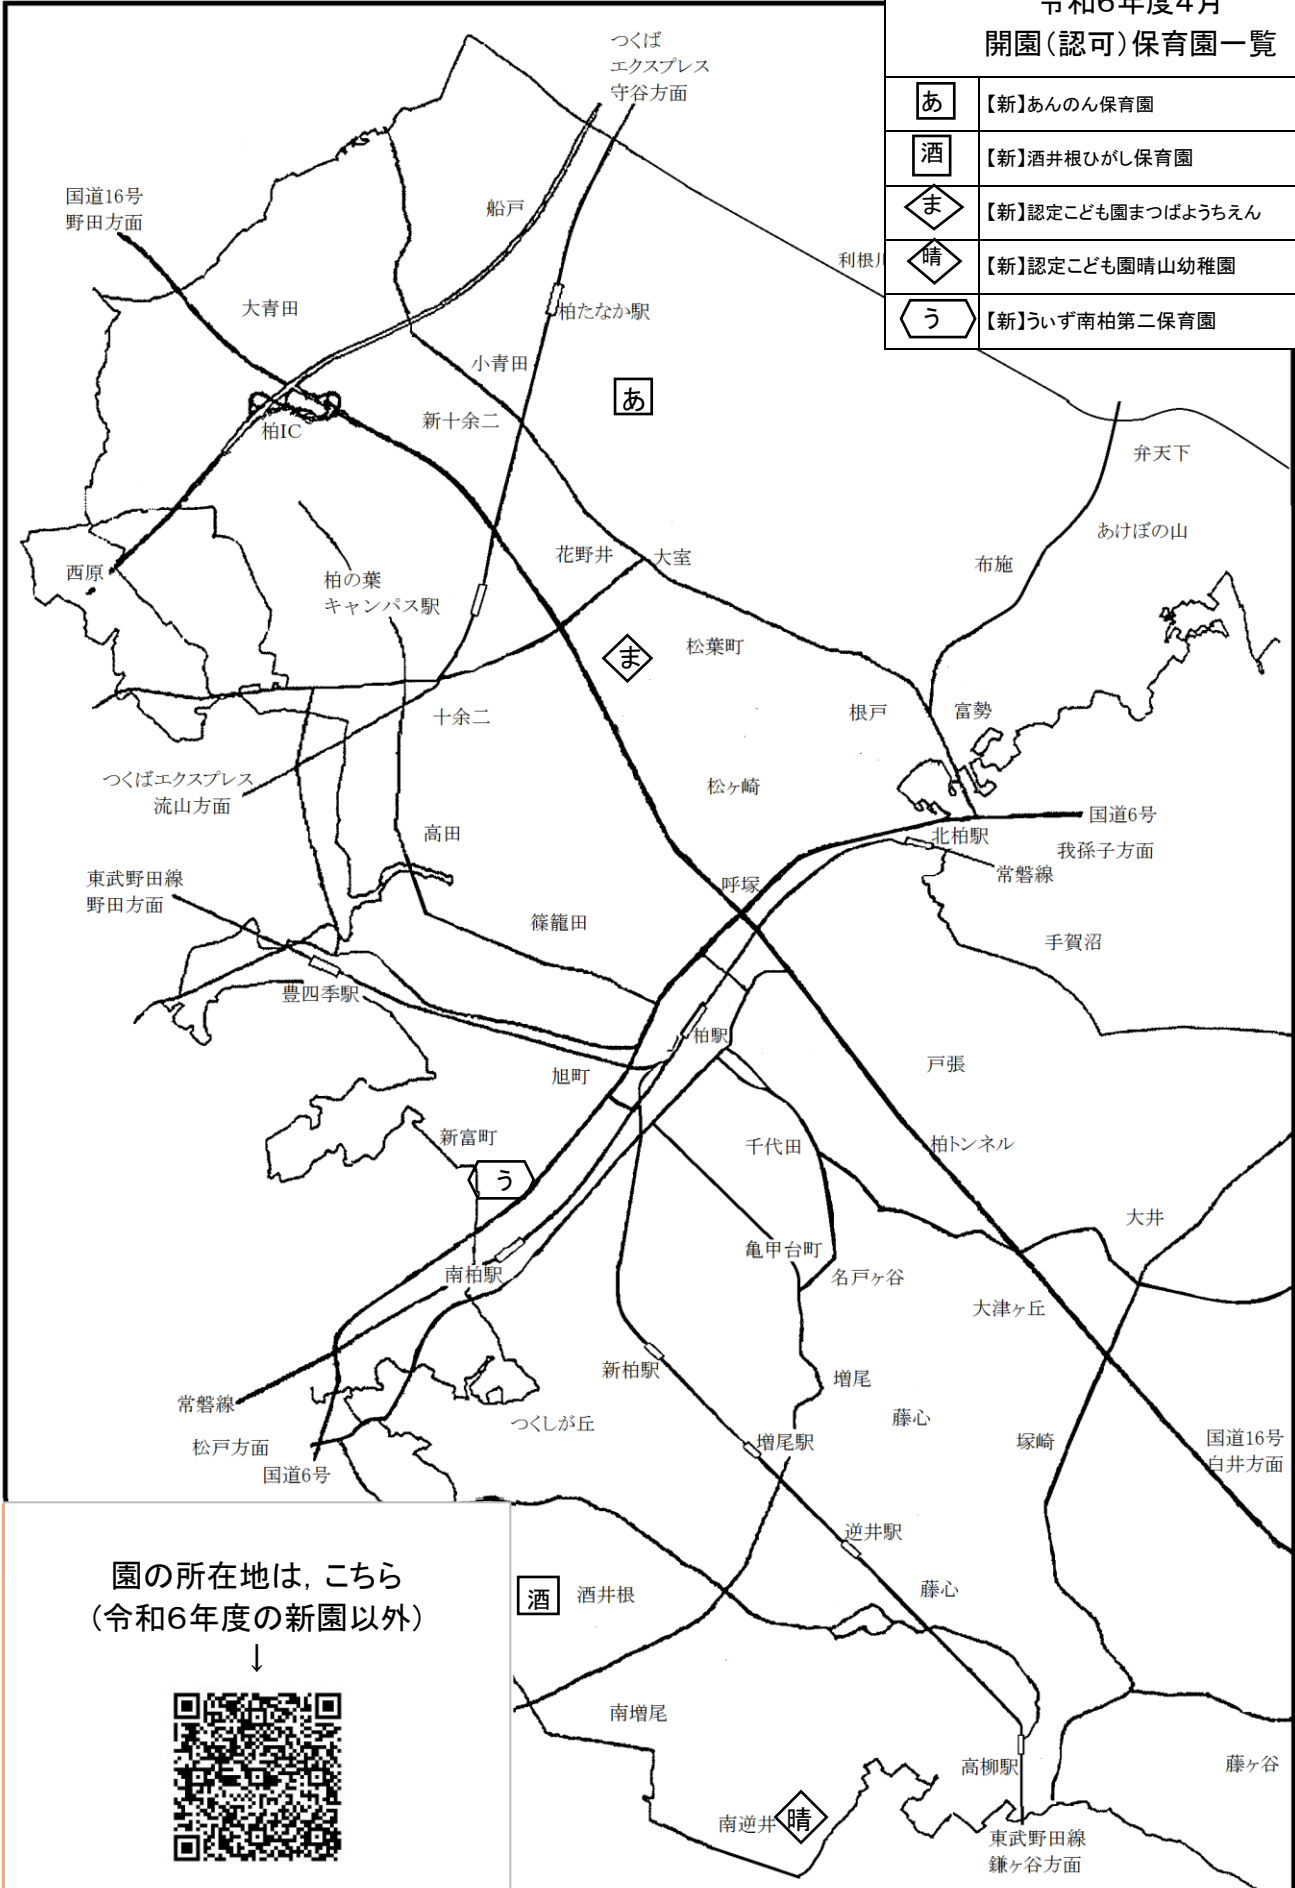 令和6年度4月
開園(認可)保育園一覧
あ 【新】あんのん保育園
酒 【新】酒井根ひがし保育園
ま 【新】認定こども園まつばようちえん
晴 【新】認定こども園晴山幼稚園
う 【新】うぃず南柏第二保育園
つくば
エクスプレス
守谷方面
国道16号
野田方面
船戸
利根川
大青田
柏たなか駅
小青田
あ
新十余二
柏IC
弁天下
あけぼの山
花野井
大室
布施
西原
柏の葉
キャンパス駅
ま
松葉町
十余二
根戸
富勢
つくばエクスプレス
流山方面
松ヶ崎
国道6号
高田
北柏駅
我孫子方面
常磐線
東武野田線
野田方面
呼塚
篠籠田
手賀沼
豊四季駅
柏駅
旭町
戸張
新富町
千代田
柏トンネル
う
大井
亀甲台町
南柏駅
名戸ヶ谷
大津ヶ丘
新柏駅
増尾
常磐線
藤心
つくしが丘
松戸方面
増尾駅
塚崎
国道16号
白井方面
国道6号
逆井駅
園の所在地は,こちら
(令和6年度の新園以外)
↓
酒
酒井根
藤心
南増尾
高柳駅
藤ヶ谷
南逆井
晴
東武野田線
鎌ヶ谷方面